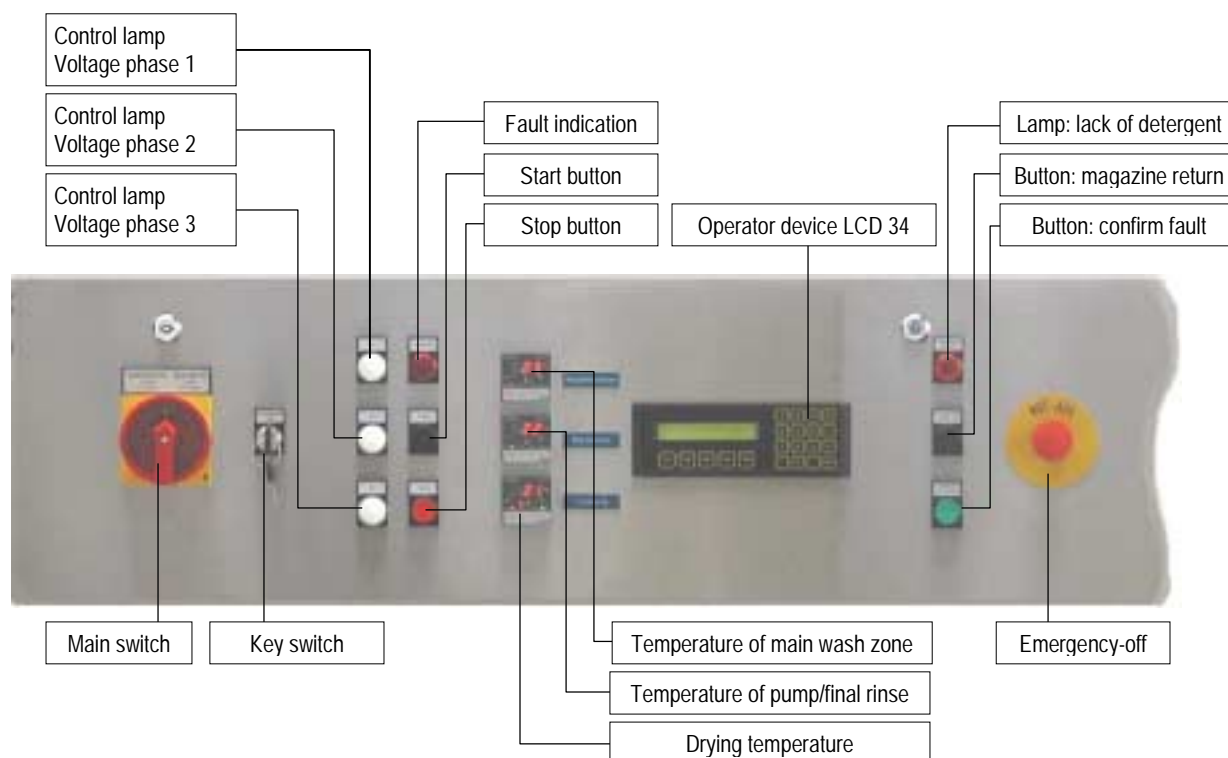 Control lamp
Voltage phase 1
Control lamp
Voltage phase 2
Control lamp
Voltage phase 3
Fault indication
Start button
Stop button
Operator device LCD 34
Lamp: lack of detergent
Button: magazine return
Button: confirm fault
Main switch
Key switch
Temperature of main wash zone
Temperature of pump/final rinse
Drying temperature
Emergency-off